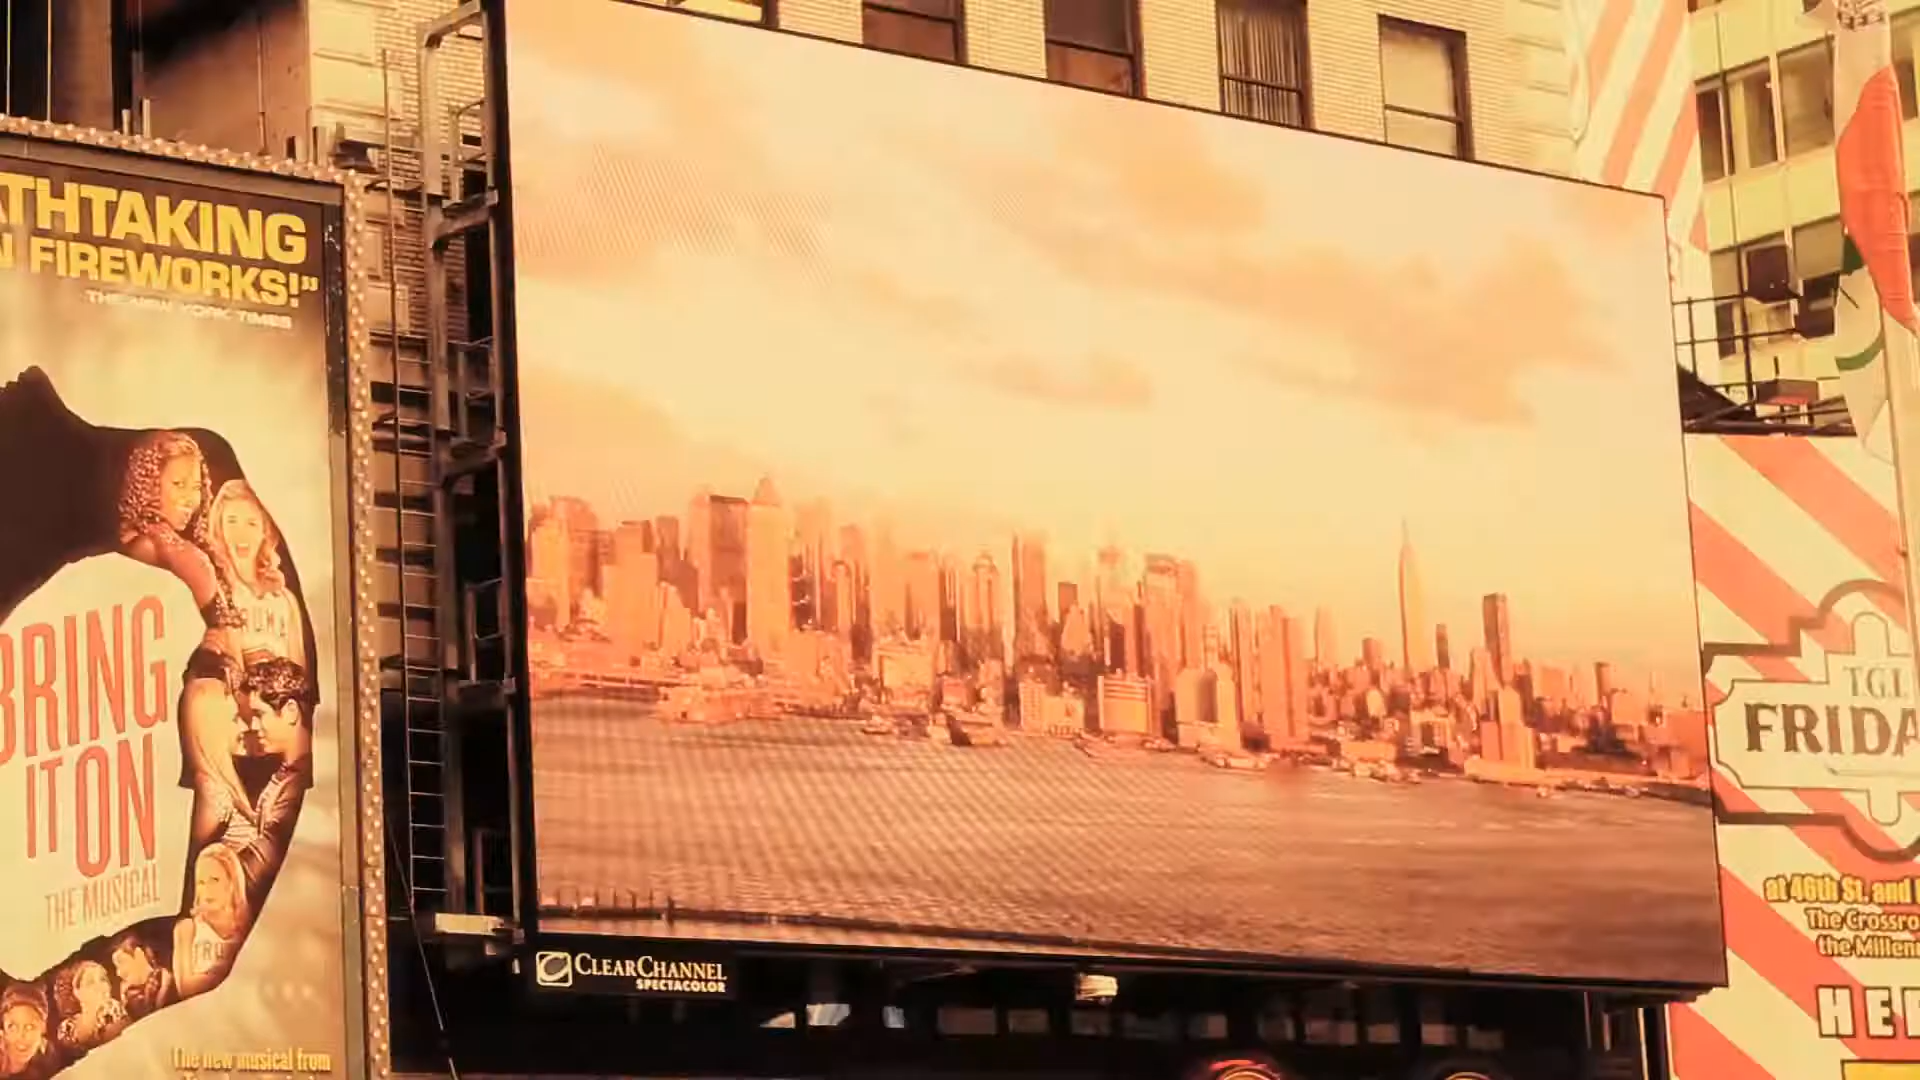 THTAKING
N FIREWORKS!”
THE NEW YORK TIMES
BRING
IT ON
THE MUSICAL
The new musical from
CLEARCHANNEL
SPECTACOLOR
T.G.I.
FRIDA
at 46th St. and
The Crossro
the Millenn
HE